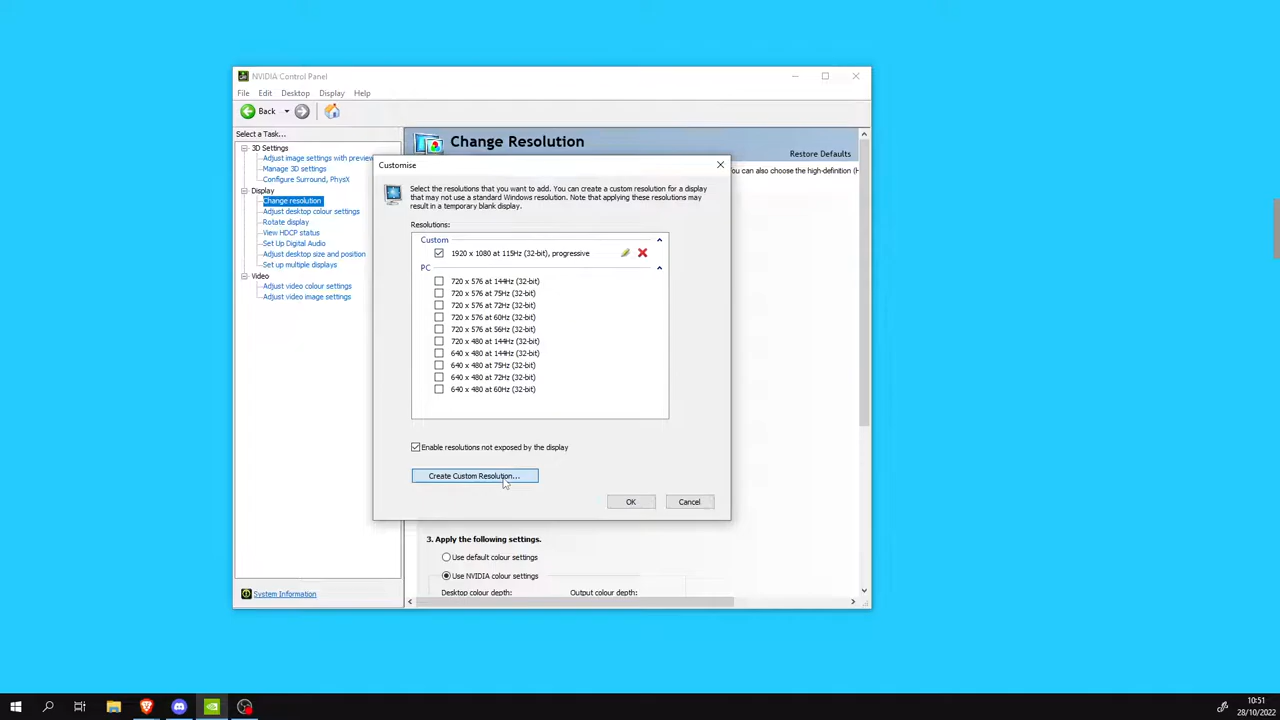 NVIDIA Control Panel
File Edit Desktop Display Help
Back
Select a Task...
3D Settings
Adjust image settings with preview
Manage 3D settings
Configure Surround, PhysX
Display
Change resolution
Adjust desktop colour settings
Rotate display
View HDCP status
Set Up Digital Audio
Adjust desktop size and position
Set up multiple displays
Video
Adjust video colour settings
Adjust video image settings
System Information
Change Resolution
Restore Defaults
ou can also choose the high-definition (H
Customise
Select the resolutions that you want to add. You can create a custom resolution for a display
that may not use a standard Windows resolution. Note that applying these resolutions may
result in a temporary blank display.
Resolutions:
Custom
1920 x 1080 at 115Hz (32-bit), progressive
PC
720 x 576 at 144Hz (32-bit)
720 x 576 at 75Hz (32-bit)
720 x 576 at 72Hz (32-bit)
720 x 576 at 60Hz (32-bit)
720 x 576 at 56Hz (32-bit)
720 x 480 at 144Hz (32-bit)
640 x 480 at 144Hz (32-bit)
640 x 480 at 75Hz (32-bit)
640 x 480 at 72Hz (32-bit)
640 x 480 at 60Hz (32-bit)
Enable resolutions not exposed by the display
Create Custom Resolution...
OK Cancel
3. Apply the following settings.
Use default colour settings
Use NVIDIA colour settings
Desktop colour depth: Output colour depth:
10:51
28/10/2022